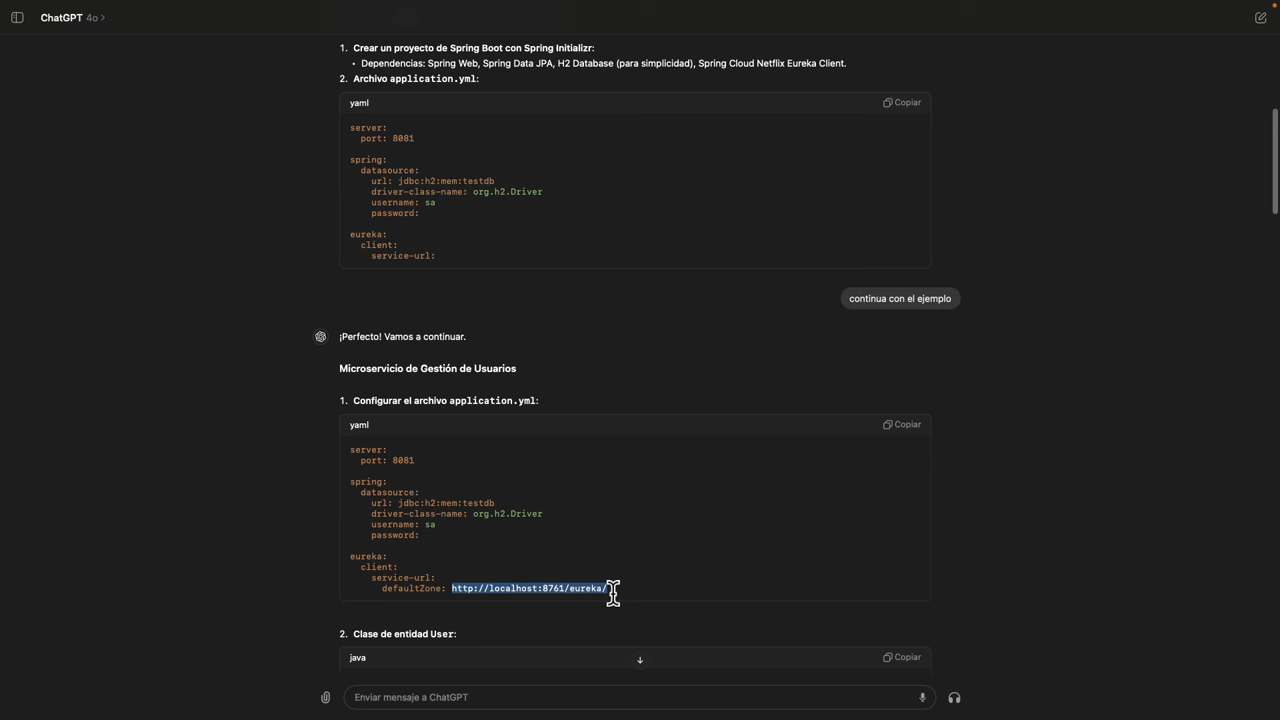 ChatGPT 4o >
1. Crear un proyecto de Spring Boot con Spring Initializr:
• Dependencias: Spring Web, Spring Data JPA, H2 Database (para simplicidad), Spring Cloud Netflix Eureka Client.
2. Archivo application.yml:
yaml
Copiar
server:
  port: 8081
spring:
  datasource:
    url: jdbc:h2:mem:testdb
    driver-class-name: org.h2.Driver
    username: sa
    password:
eureka:
  client:
    service-url:
continua con el ejemplo
¡Perfecto! Vamos a continuar.
Microservicio de Gestión de Usuarios
1. Configurar el archivo application.yml:
yaml
Copiar
server:
  port: 8081
spring:
  datasource:
    url: jdbc:h2:mem:testdb
    driver-class-name: org.h2.Driver
    username: sa
    password:
eureka:
  client:
    service-url:
      defaultZone: http://localhost:8761/eureka/
2. Clase de entidad User:
java
Copiar
Enviar mensaje a ChatGPT